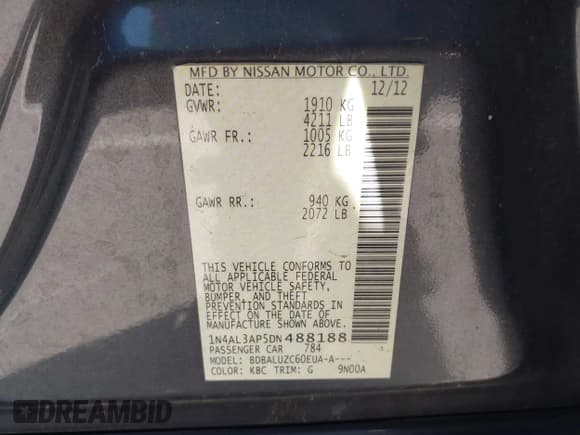 MFD BY NISSAN MOTOR CO., LTD.
DATE: 12/12
GVWR: 1910 KG
4211 LB
GAWR FR.: 1005 KG
2216 LB
GAWR RR.: 940 KG
2072 LB
THIS VEHICLE CONFORMS TO
ALL APPLICABLE FEDERAL
MOTOR VEHICLE SAFETY,
BUMPER, AND THEFT
PREVENTION STANDARDS IN
EFFECT ON THE DATE OF
MANUFACTURE SHOWN ABOVE.
1N4AL3AP5DN488188
PASSENGER CAR 784
MODEL: BDBALUZC60EUA-A---
COLOR: KBC TRIM: G 9N00A
DREAMBID